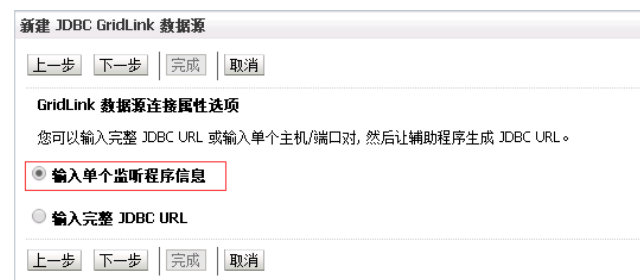 新建 JDBC GridLink 数据源
上一步 下一步 完成 取消
GridLink 数据源连接属性选项
您可以输入完整 JDBC URL 或输入单个主机/端口对, 然后让辅助程序生成 JDBC URL。
输入单个监听程序信息
输入完整 JDBC URL
上一步 下一步 完成 取消